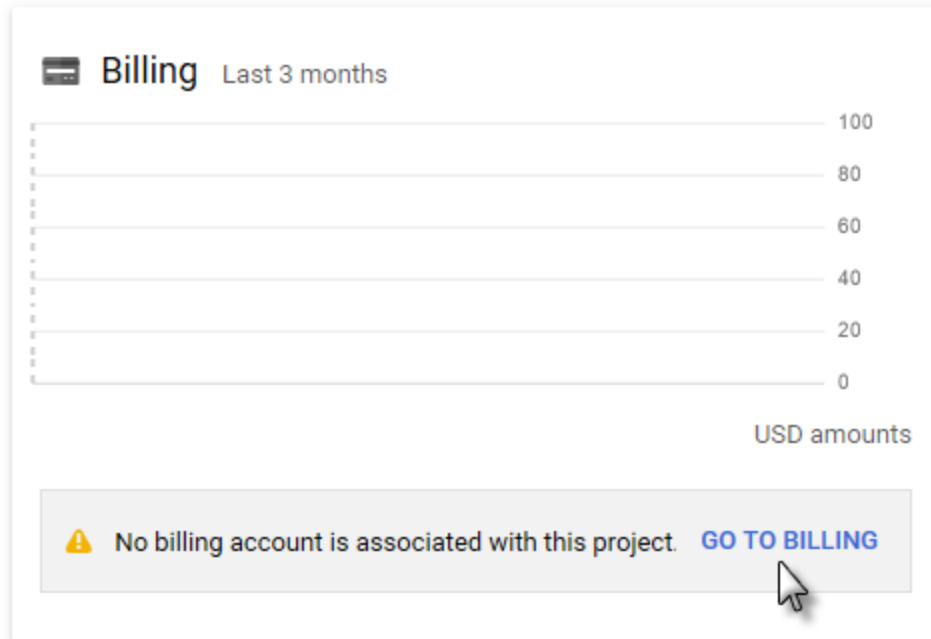 Billing Last 3 months
100
80
60
40
20
0
USD amounts
No billing account is associated with this project. GO TO BILLING